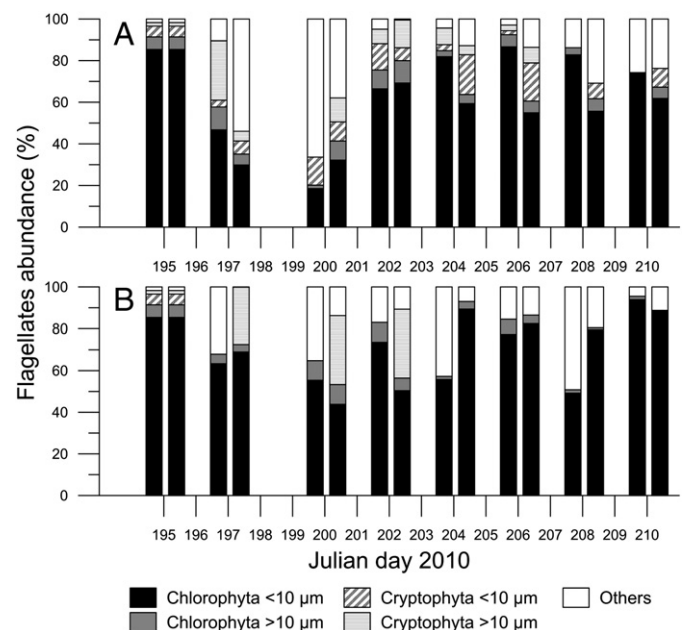 A
100
80
60
40
20
0
195 196 197 198 199 200 201 202 203 204 205 206 207 208 209 210
B
100
80
60
40
20
0
195 196 197 198 199 200 201 202 203 204 205 206 207 208 209 210
Flagellates abundance (%)
Julian day 2010
Chlorophyta <10 µm Cryptophyta <10 µm Others
Chlorophyta >10 µm Cryptophyta >10 µm